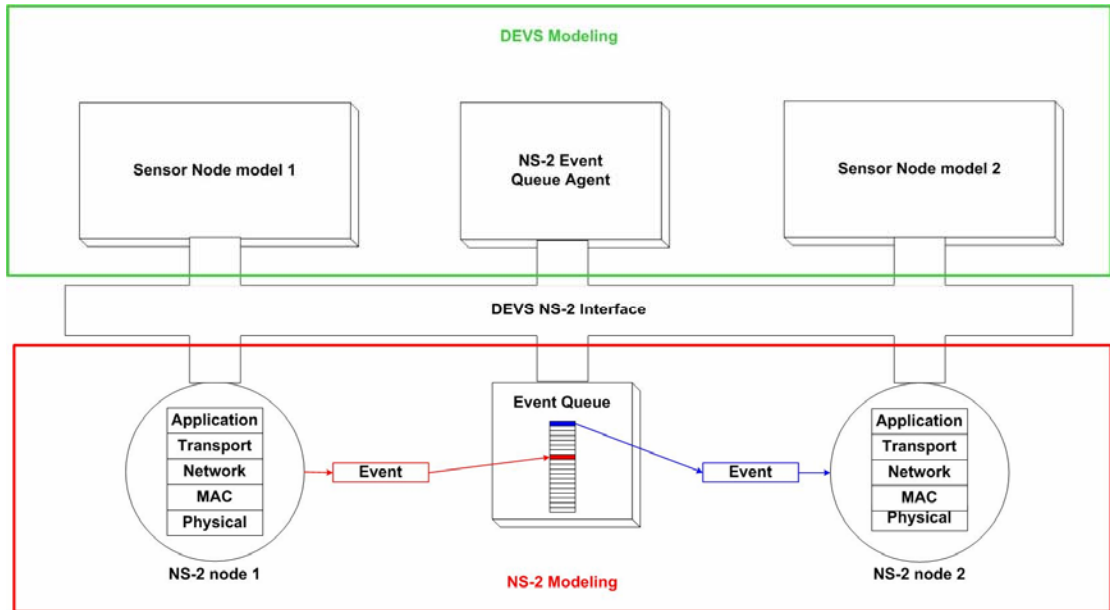 DEVS Modeling
Sensor Node model 1
NS-2 Event
Queue Agent
Sensor Node model 2
DEVS NS-2 Interface
Application
Transport
Network
MAC
Physical
NS-2 node 1
Event
Event Queue
Event
Application
Transport
Network
MAC
Physical
NS-2 node 2
NS-2 Modeling